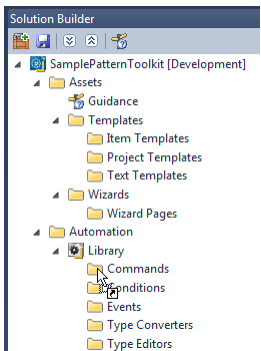 Solution Builder
SamplePatternToolkit [Development]
Assets
Guidance
Templates
Item Templates
Project Templates
Text Templates
Wizards
Wizard Pages
Automation
Library
Commands
Conditions
Events
Type Converters
Type Editors